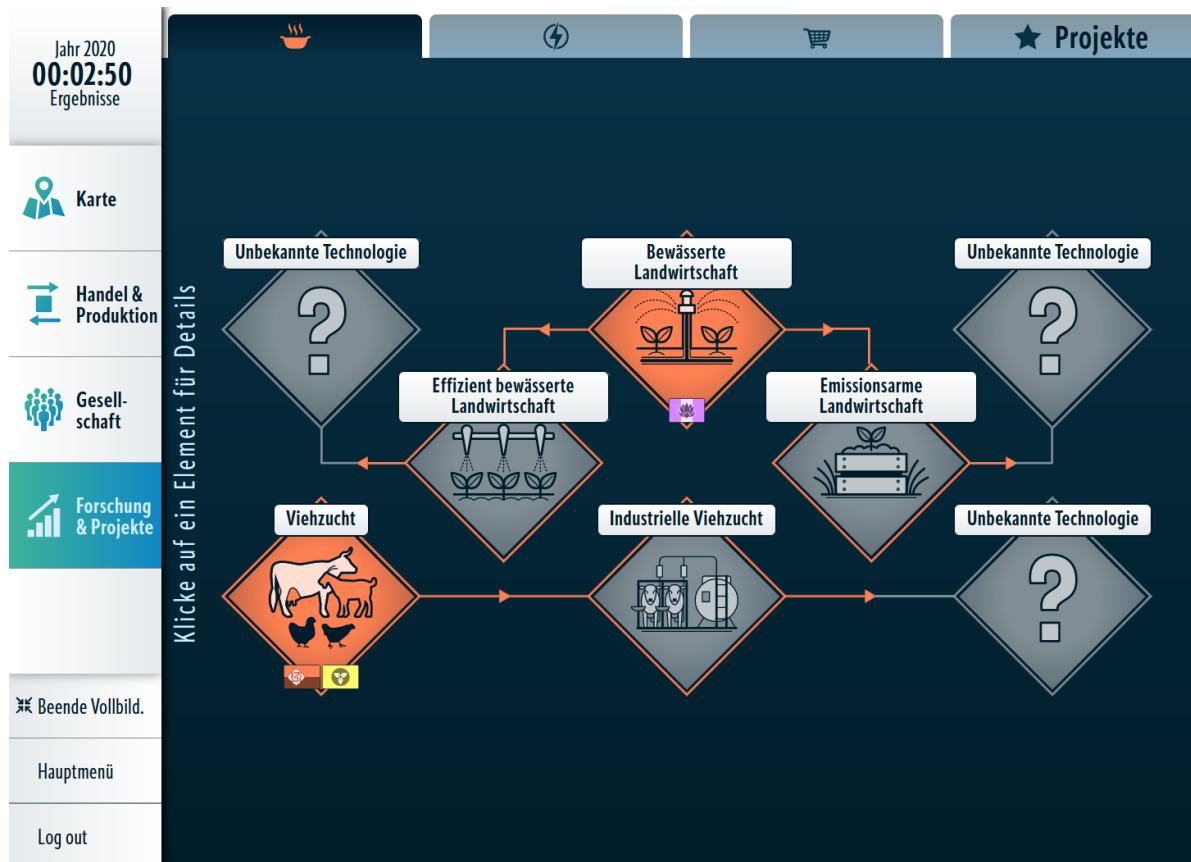 Jahr 2020
00:02:50
Ergebnisse
Karte
Handel &
Produktion
Gesell-
schaft
Forschung
& Projekte
Beende Vollbild.
Hauptmenü
Log out
Projekte
Klicke auf ein Element für Details
Unbekannte Technologie
?
Bewässerte
Landwirtschaft
Unbekannte Technologie
?
Effizient bewässerte
Landwirtschaft
Emissionsarme
Landwirtschaft
Viehzucht
Industrielle Viehzucht
Unbekannte Technologie
?